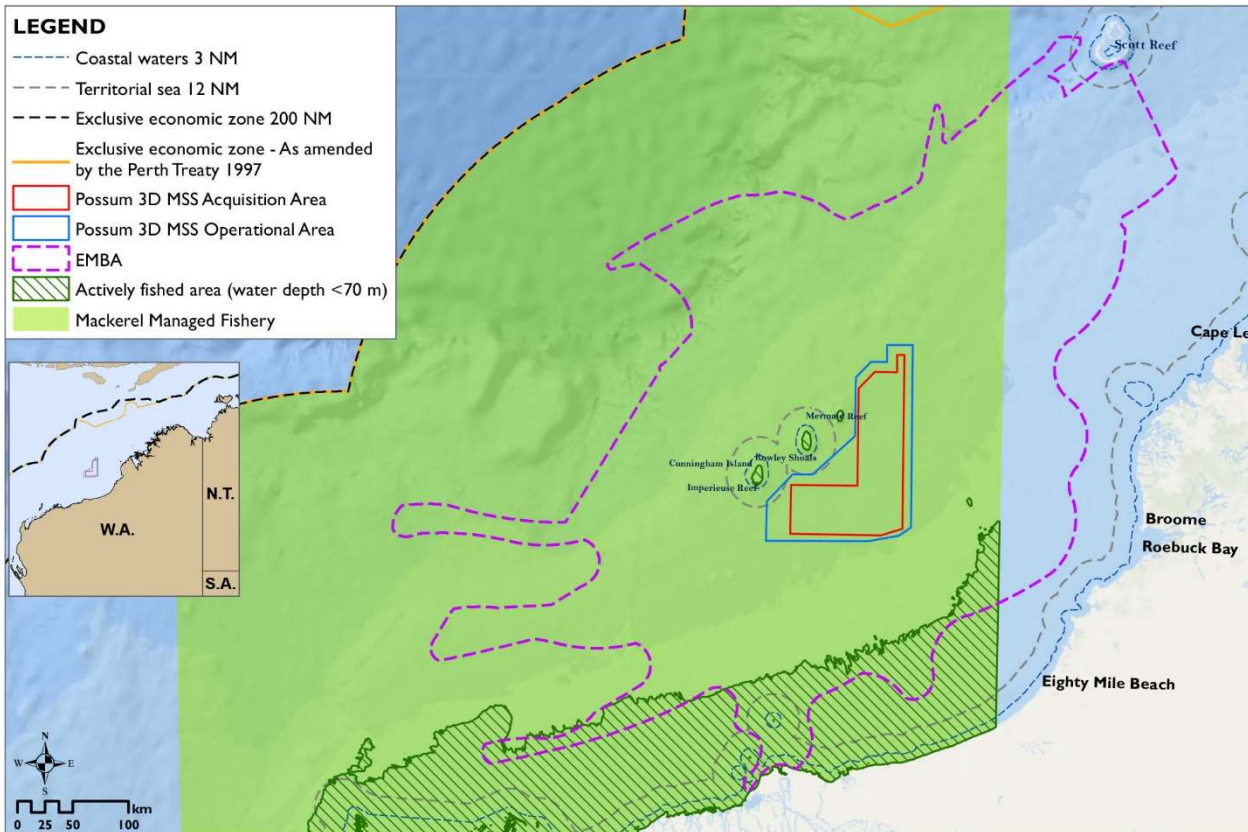 LEGEND
Coastal waters 3 NM
Territorial sea 12 NM
Exclusive economic zone 200 NM
Exclusive economic zone - As amended
by the Perth Treaty 1997
Possum 3D MSS Acquisition Area
Possum 3D MSS Operational Area
EMBA
Actively fished area (water depth <70 m)
Mackerel Managed Fishery
Scott Reef
Cape Le
Mermaid Reef
Rowley Shoals
Cunningham Island
Imperieuse Reef
N.T.
W.A.
S.A.
Broome
Roebuck Bay
Eighty Mile Beach
N
W E
S
km
0 25 50 100